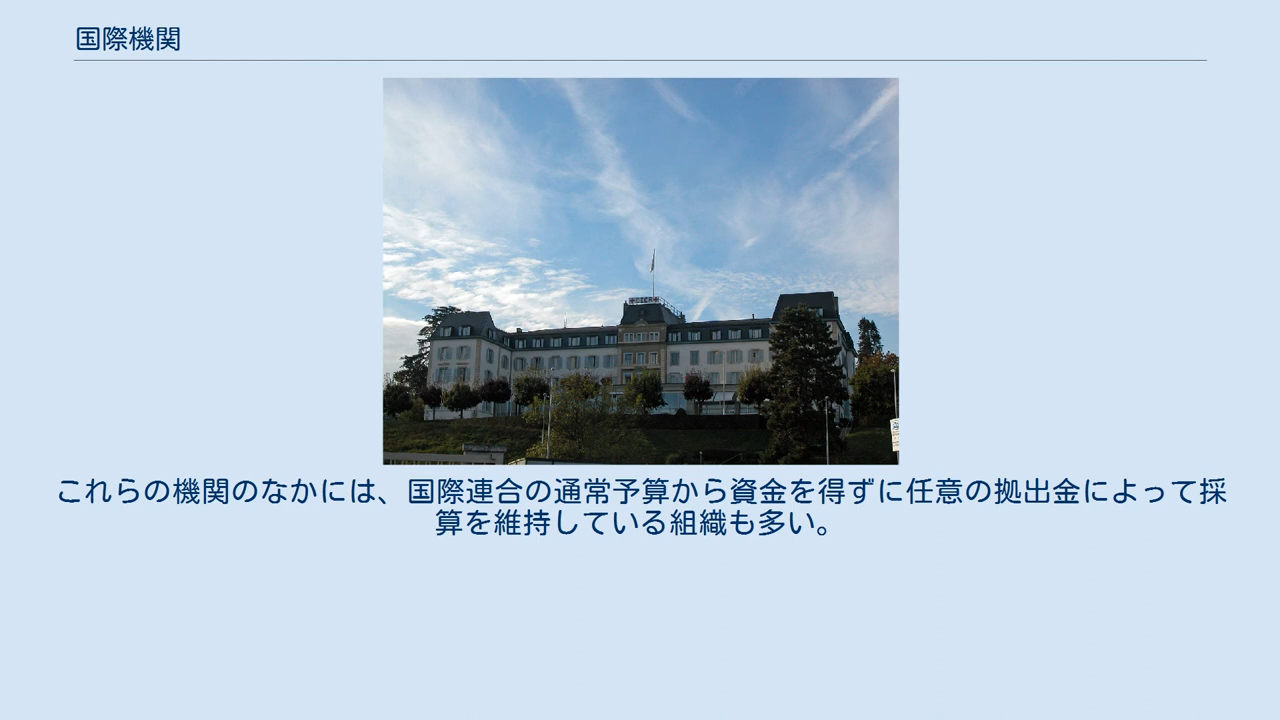 国際機関
CICR
これらの機関のなかには、国際連合の通常予算から資金を得ずに任意の拠出金によって採
算を維持している組織も多い。